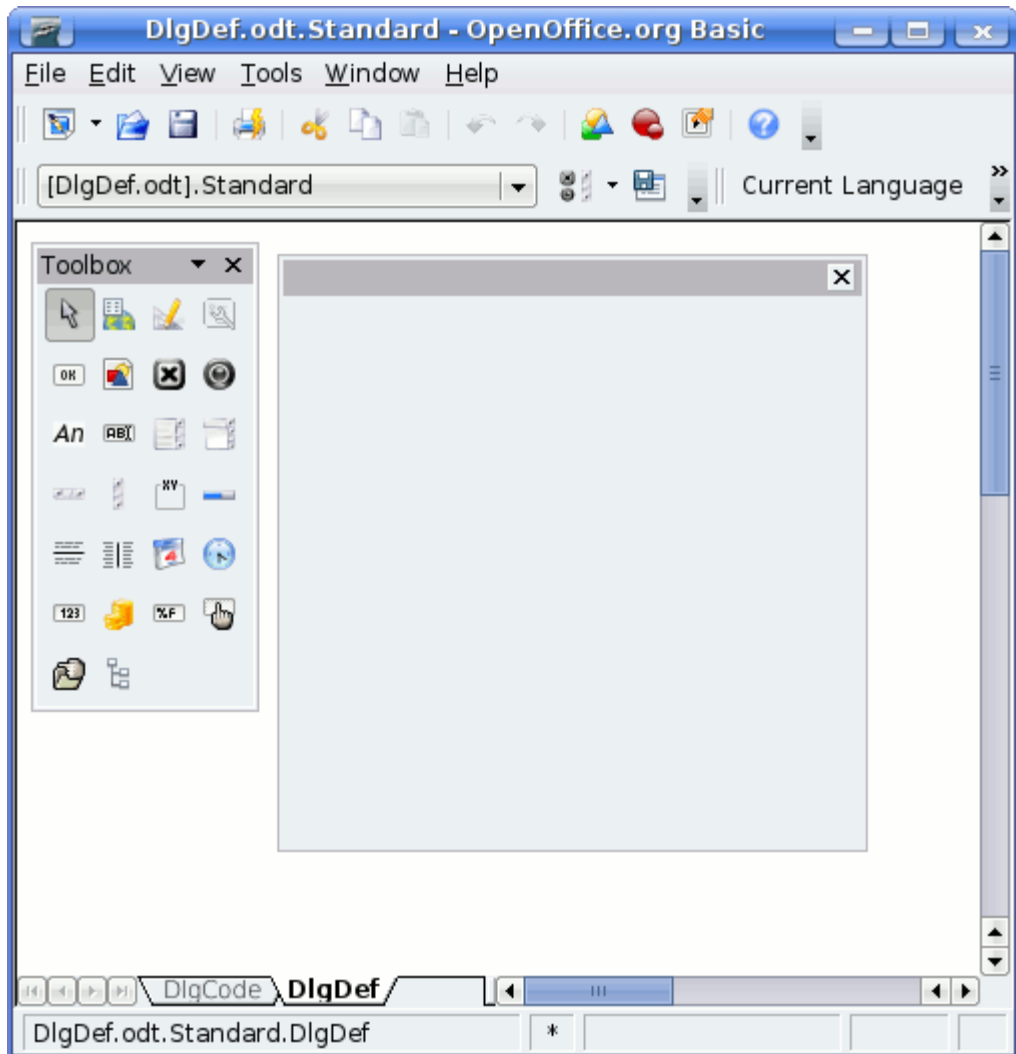 DlgDef.odt.Standard - OpenOffice.org Basic
File Edit View Tools Window Help
[DlgDef.odt].Standard
Current Language
Toolbox
OK
An ABI
XY
123 %F
DlgCode DlgDef
DlgDef.odt.Standard.DlgDef *